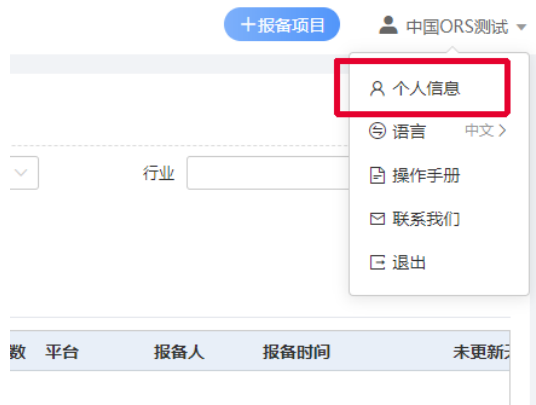 +报备项目 中国ORS测试
个人信息
语言 中文
操作手册
行业
联系我们
退出
数 平台 报备人 报备时间 未更新